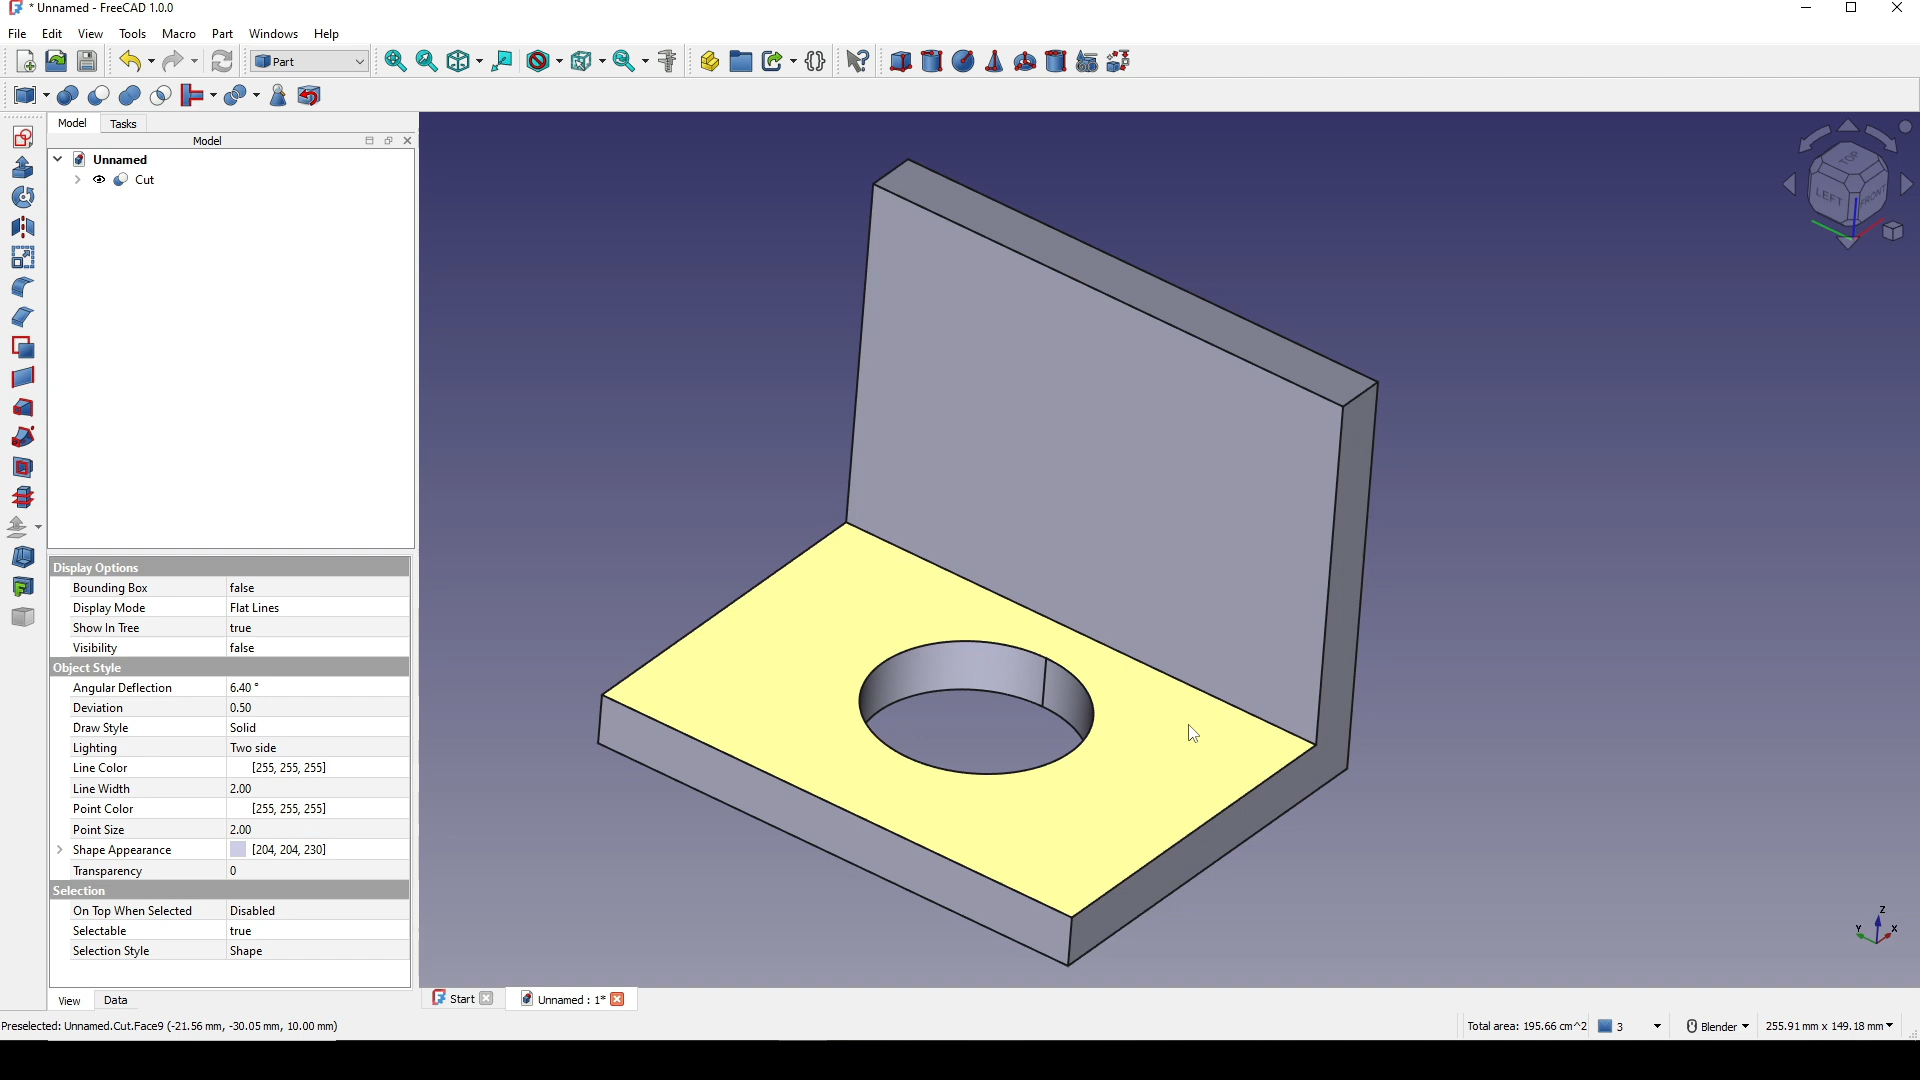 * Unnamed - FreeCAD 1.0.0
File Edit View Tools Macro Part Windows Help
Part
Model Tasks
Model
Unnamed
Cut
TOP
LEFT FRONT
Display Options
Bounding Box false
Display Mode Flat Lines
Show In Tree true
Visibility false
Object Style
Angular Deflection 6.40 °
Deviation 0.50
Draw Style Solid
Lighting Two side
Line Color [255, 255, 255]
Line Width 2.00
Point Color [255, 255, 255]
Point Size 2.00
Shape Appearance [204, 204, 230]
Transparency 0
Selection
On Top When Selected Disabled
Selectable true
Selection Style Shape
Z
Y X
View Data
Start Unnamed : 1*
Preselected: Unnamed.Cut.Face9 (-21.56 mm, -30.05 mm, 10.00 mm)
Total area: 195.66 cm^2 3 Blender 255.91 mm x 149.18 mm